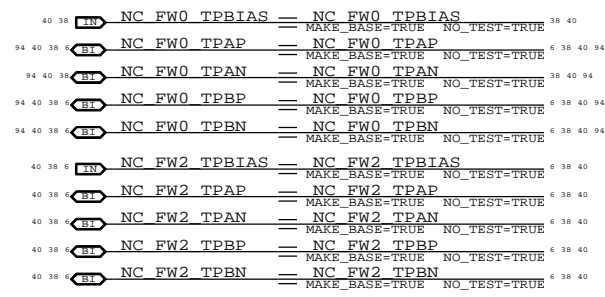 40 38 IN NC_FW0_TPBIAS NC_FW0_TPBIAS 38 40
MAKE_BASE=TRUE NO_TEST=TRUE
94 40 38 6 BI NC_FW0_TPAP NC_FW0_TPAP 6 38 40 94
MAKE_BASE=TRUE NO_TEST=TRUE
94 40 38 BI NC_FW0_TPAN NC_FW0_TPAN 38 40 94
MAKE_BASE=TRUE NO_TEST=TRUE
94 40 38 6 BI NC_FW0_TPBP NC_FW0_TPBP 6 38 40 94
MAKE_BASE=TRUE NO_TEST=TRUE
94 40 38 6 BI NC_FW0_TPBN NC_FW0_TPBN 6 38 40 94
MAKE_BASE=TRUE NO_TEST=TRUE
40 38 6 IN NC_FW2_TPBIAS NC_FW2_TPBIAS 6 38 40
MAKE_BASE=TRUE NO_TEST=TRUE
40 38 6 BI NC_FW2_TPAP NC_FW2_TPAP 6 38 40
MAKE_BASE=TRUE NO_TEST=TRUE
40 38 6 BI NC_FW2_TPAN NC_FW2_TPAN 6 38 40
MAKE_BASE=TRUE NO_TEST=TRUE
40 38 6 BI NC_FW2_TPBP NC_FW2_TPBP 6 38 40
MAKE_BASE=TRUE NO_TEST=TRUE
40 38 6 BI NC_FW2_TPBN NC_FW2_TPBN 6 38 40
MAKE_BASE=TRUE NO_TEST=TRUE